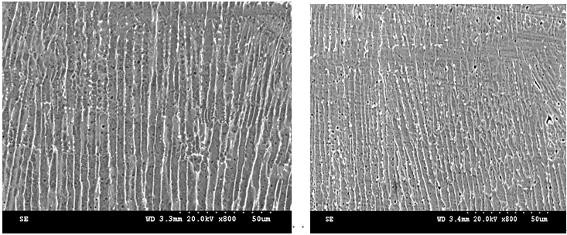 SE WD 3.3mm 20.0kV x800 50um
SE WD 3.4mm 20.0kV x800 50um